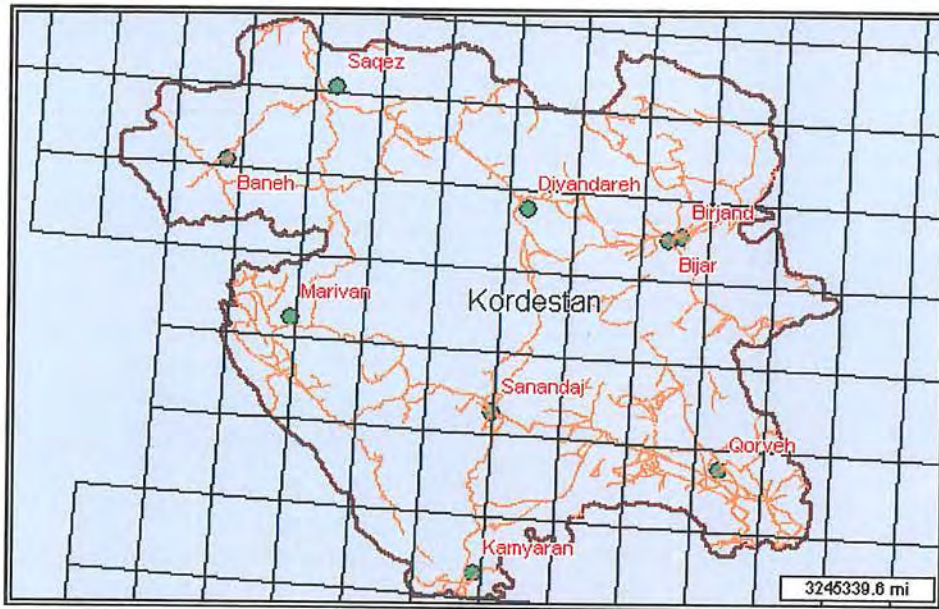 Saqez
Baneh
Divandareh
Birjand
Bijar
Marivan
Kordestan
Sanandaj
Qorveh
Kamyaran
3245339.6 mi